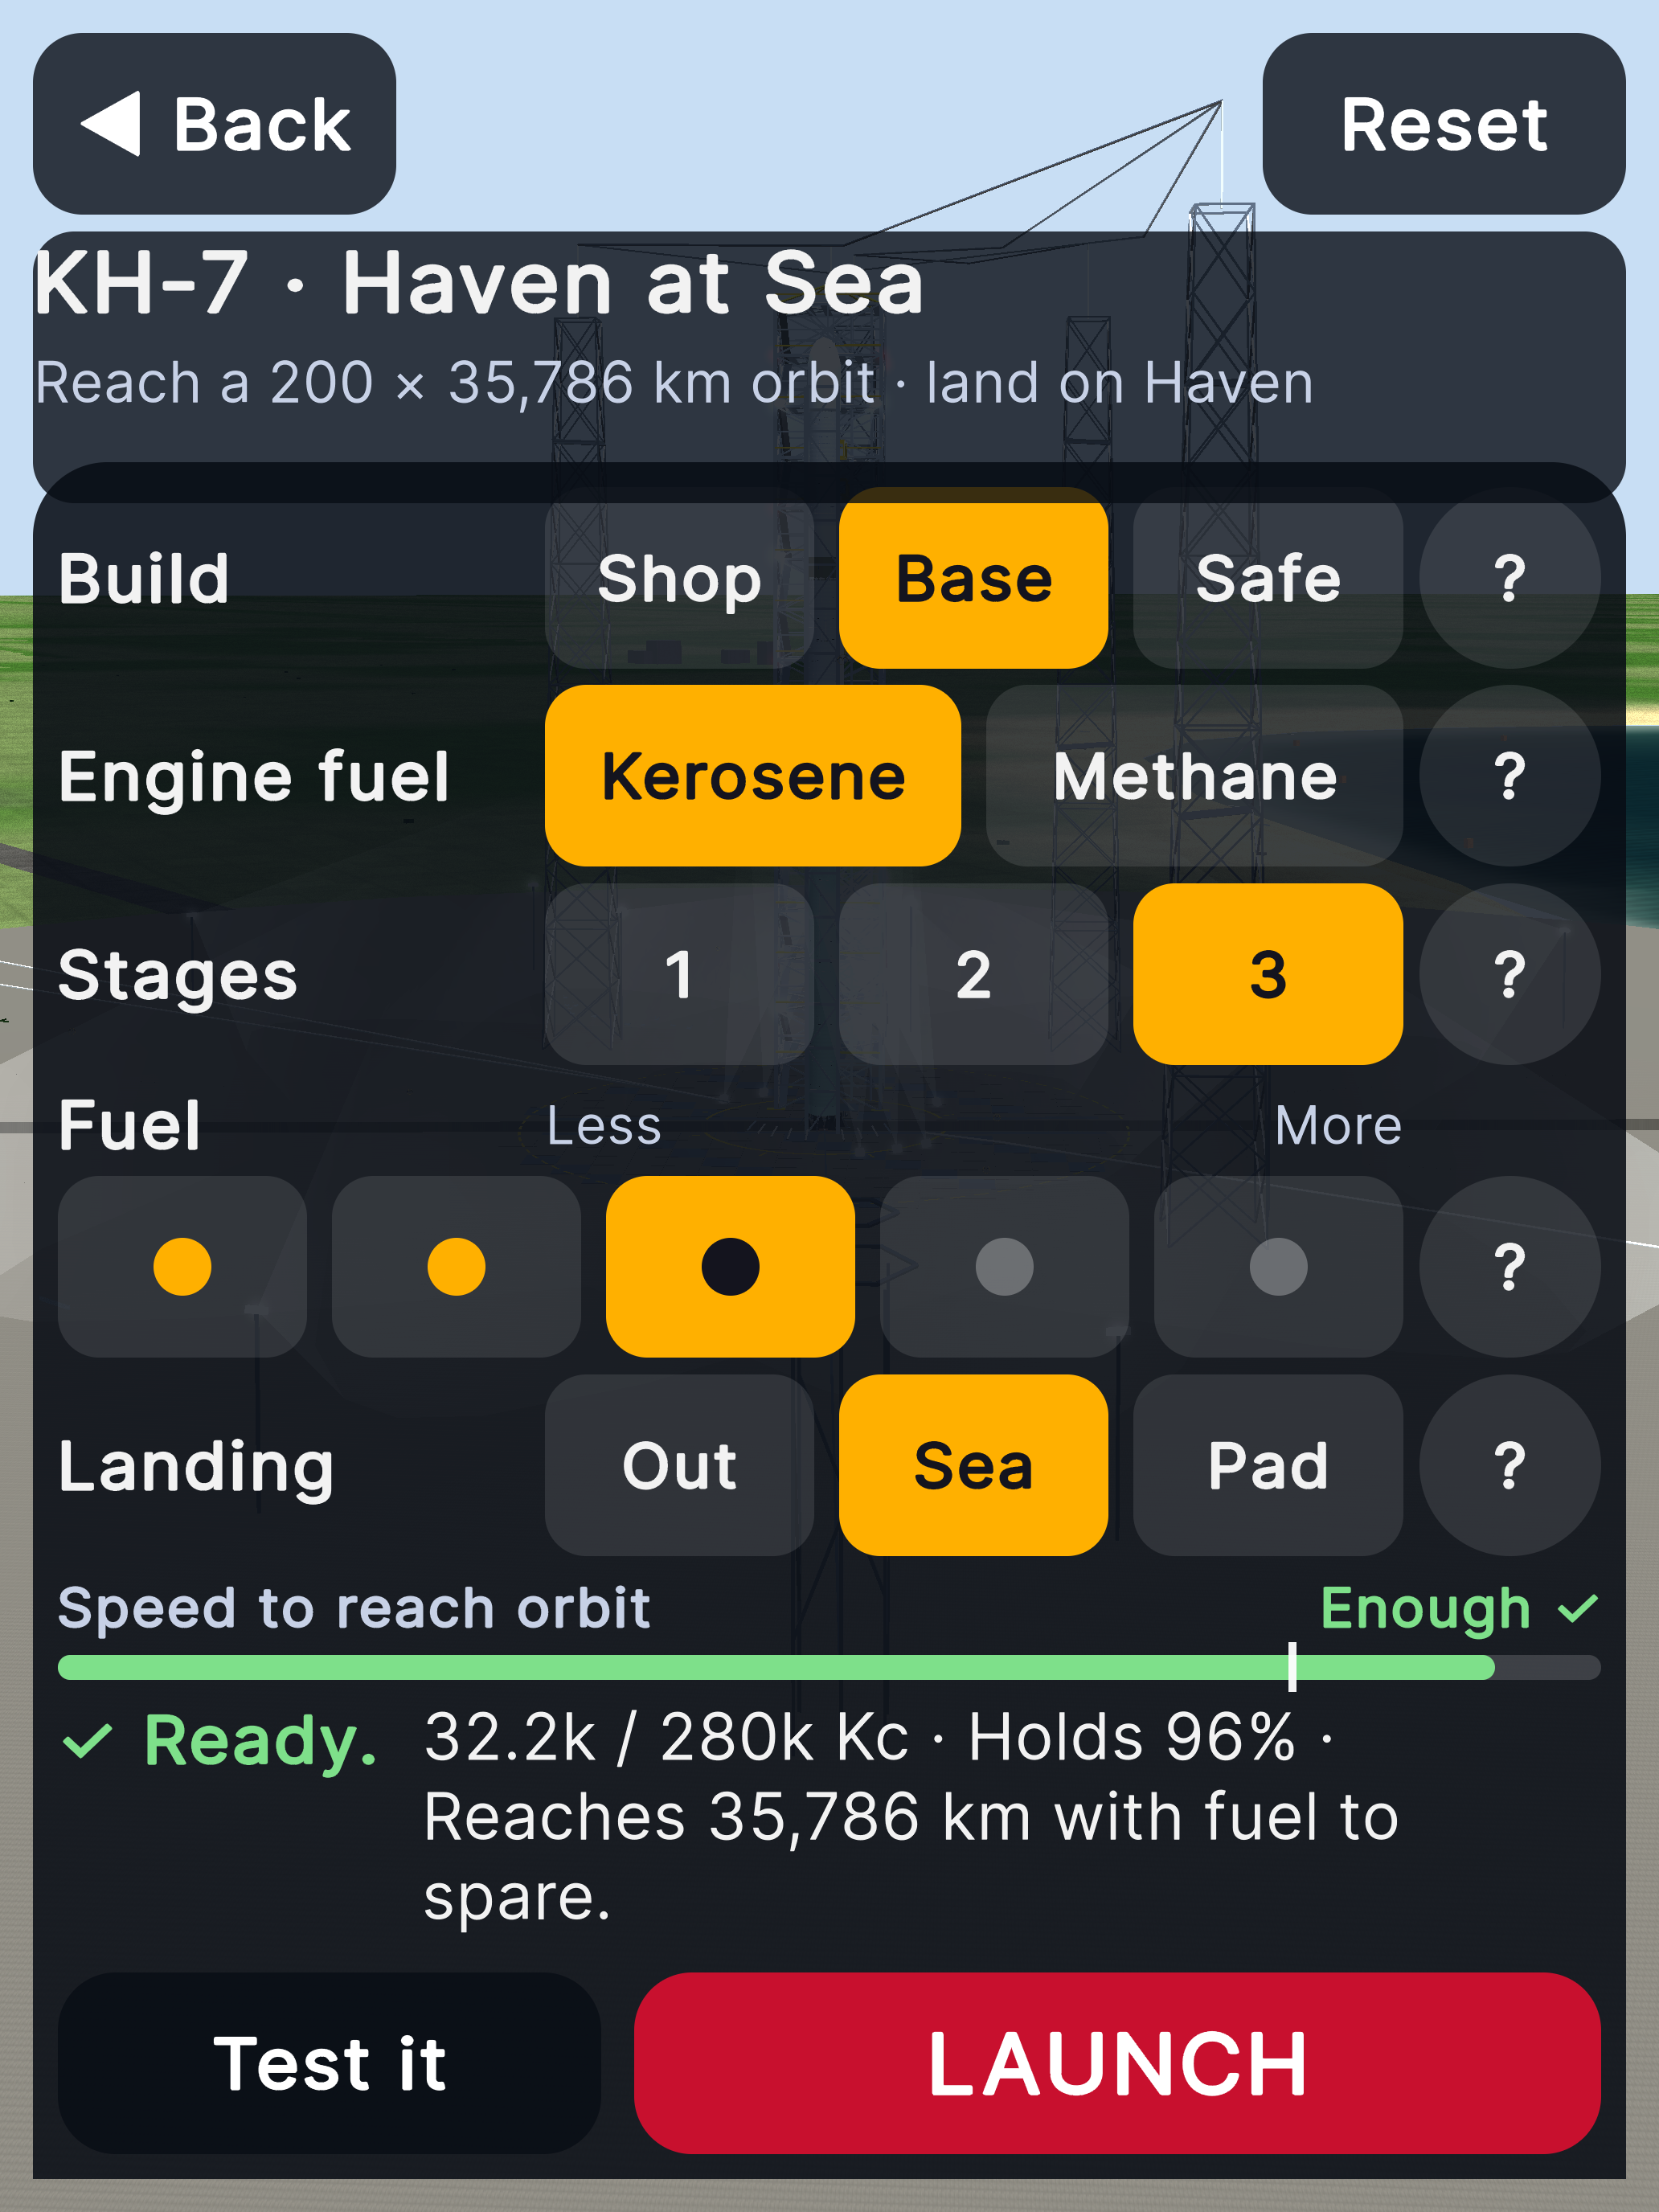 ◀ Back
Reset
KH-7 · Haven at Sea
Reach a 200 × 35,786 km orbit · land on Haven
Build Shop Base Safe ?
Engine fuel Kerosene Methane ?
Stages 1 2 3 ?
Fuel Less More
?
Landing Out Sea Pad ?
Speed to reach orbit Enough ✓
✓ Ready. 32.2k / 280k Kc · Holds 96% ·
Reaches 35,786 km with fuel to
spare.
Test it LAUNCH